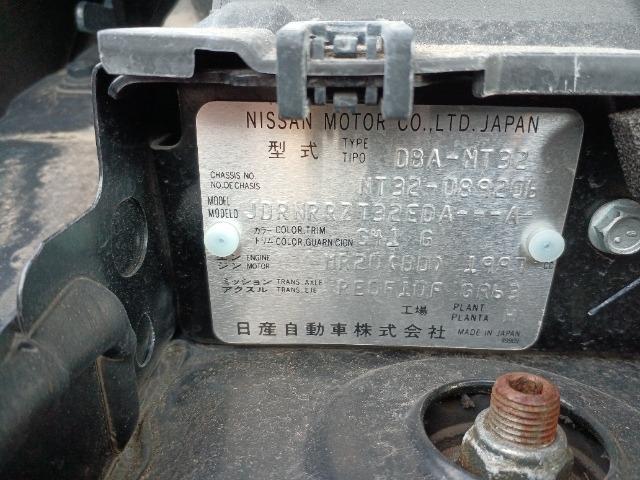 NISSAN MOTOR CO.,LTD. JAPAN
型式 TYPE TIPO DBA-NT32
CHASSIS NO. NO.DE CHASIS NT32-089206
MODEL MODELO JDRNRRZT32EDA---A-
カラー COLOR,TRIM
トリム COLOR,GUARNICION G
エンジン ENGINE MOTOR MR20(DD) 1997 CC
ミッション TRANS. AXLE
アクスル TRANS. EJE RE0F10F GR63
工場 PLANT PLANTA H
日産自動車株式会社 MADE IN JAPAN